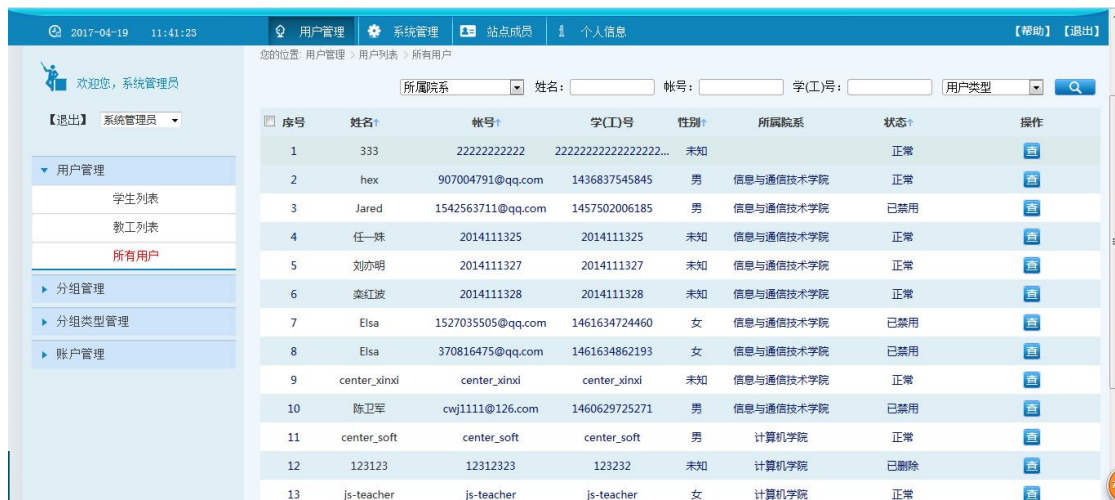 2017-04-19 11:41:23 用户管理 系统管理 站点成员 个人信息 【帮助】【退出】
您的位置: 用户管理 > 用户列表 > 所有用户
欢迎您，系统管理员
所属院系 姓名： 帐号： 学(工)号： 用户类型
【退出】 系统管理员
序号 姓名↑ 帐号↑ 学(工)号 性别↑ 所属院系 状态↑ 操作
1 333 22222222222 22222222222222222... 未知 正常 查
2 hex 907004791@qq.com 1436837545845 男 信息与通信技术学院 正常 查
3 Jared 1542563711@qq.com 1457502006185 男 信息与通信技术学院 已禁用 查
4 任一姝 2014111325 2014111325 未知 信息与通信技术学院 正常 查
5 刘亦明 2014111327 2014111327 未知 信息与通信技术学院 正常 查
6 栾红波 2014111328 2014111328 未知 信息与通信技术学院 正常 查
7 Elsa 1527035505@qq.com 1461634724460 女 信息与通信技术学院 已禁用 查
8 Elsa 370816475@qq.com 1461634862193 女 信息与通信技术学院 已禁用 查
9 center_xinxi center_xinxi center_xinxi 未知 信息与通信技术学院 正常 查
10 陈卫军 cwj1111@126.com 1460629725271 男 信息与通信技术学院 已禁用 查
11 center_soft center_soft center_soft 男 计算机学院 正常 查
12 123123 12312323 123232 未知 计算机学院 已删除 查
13 js-teacher js-teacher js-teacher 女 计算机学院 正常 查
用户管理
学生列表
教工列表
所有用户
分组管理
分组类型管理
账户管理